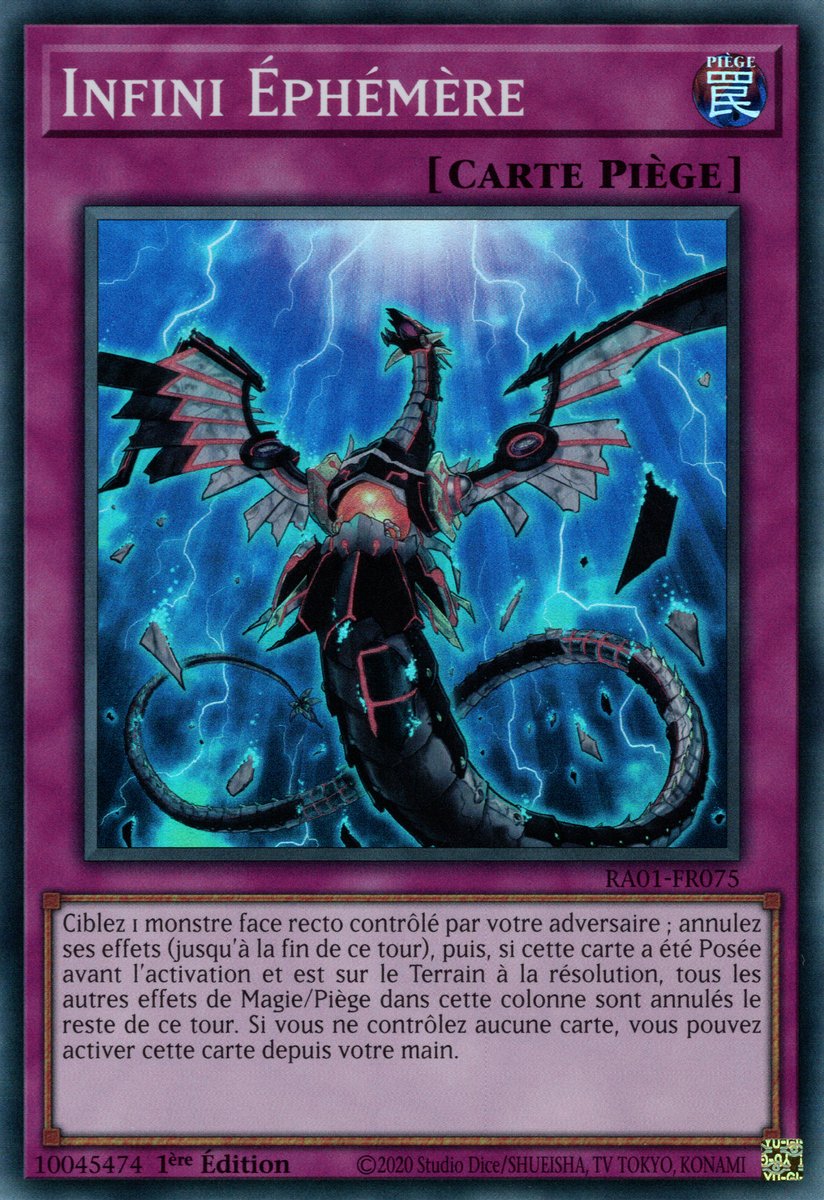 Infini Éphémère
PIÈGE
罠
[Carte Piège]
RA01-FR075
Ciblez 1 monstre face recto contrôlé par votre adversaire ; annulez
ses effets (jusqu'à la fin de ce tour), puis, si cette carte a été Posée
avant l'activation et est sur le Terrain à la résolution, tous les
autres effets de Magie/Piège dans cette colonne sont annulés le
reste de ce tour. Si vous ne contrôlez aucune carte, vous pouvez
activer cette carte depuis votre main.
10045474 1ère Édition
©2020 Studio Dice/SHUEISHA, TV TOKYO, KONAMI